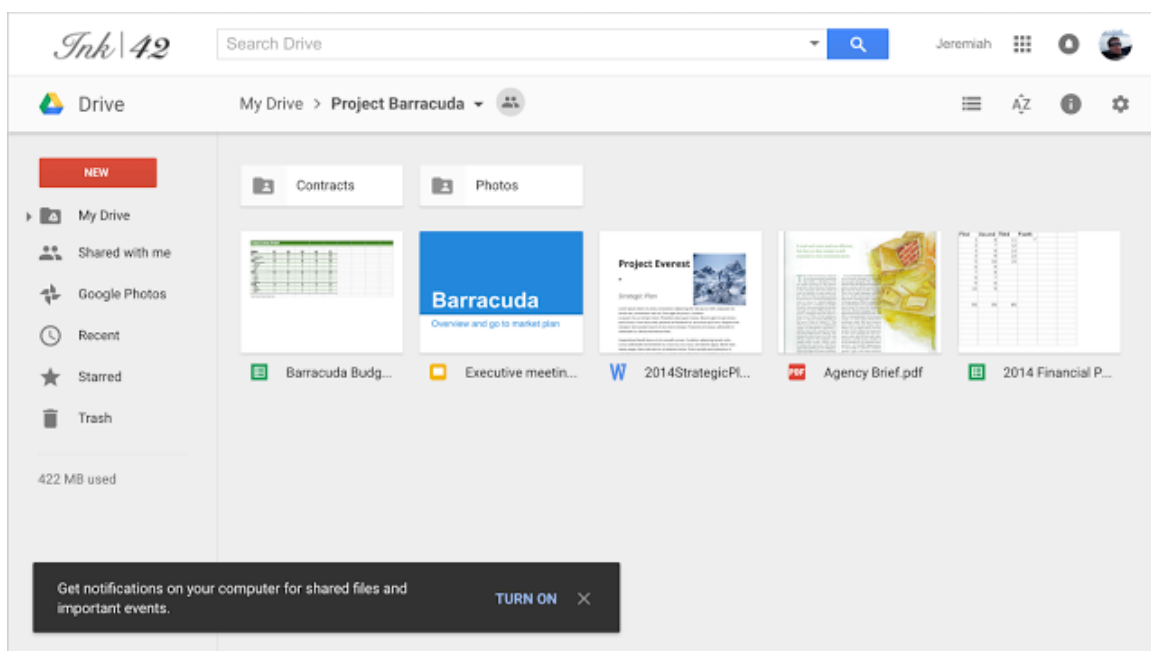 Ink | 42
Search Drive
Jeremiah
Drive
My Drive > Project Barracuda
NEW
My Drive
Shared with me
Google Photos
Recent
Starred
Trash
422 MB used
Contracts
Photos
Barracuda
Overview and go to market plan
Project Everest
Strategic Plan
Barracuda Budg...
Executive meetin...
W 2014StrategicPl...
PDF Agency Brief.pdf
2014 Financial P...
Get notifications on your computer for shared files and
important events.
TURN ON